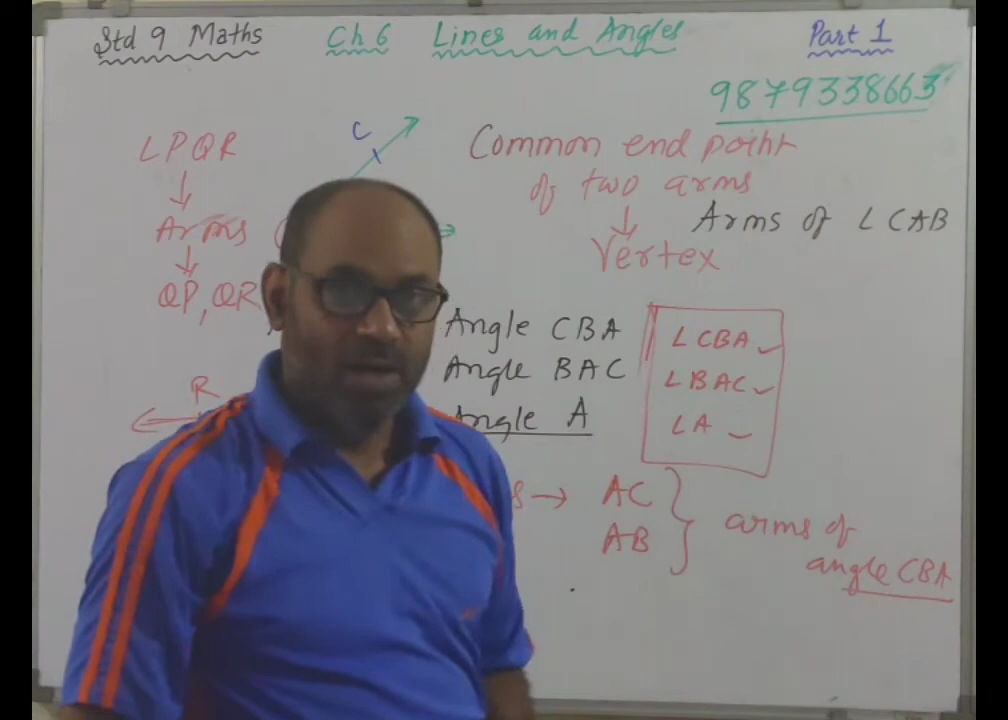 Std 9 Maths Ch 6 Lines and Angles Part 1
9879338663
∠PQR
↓
Arms
↓
QP, QR
R
C
Common end point
of two arms
↓
Vertex
Arms of ∠CAB
Angle CBA
Angle BAC
Angle A
∠CBA ✓
∠BAC ✓
∠A ✓
→ AC
AB
arms of
angle CBA